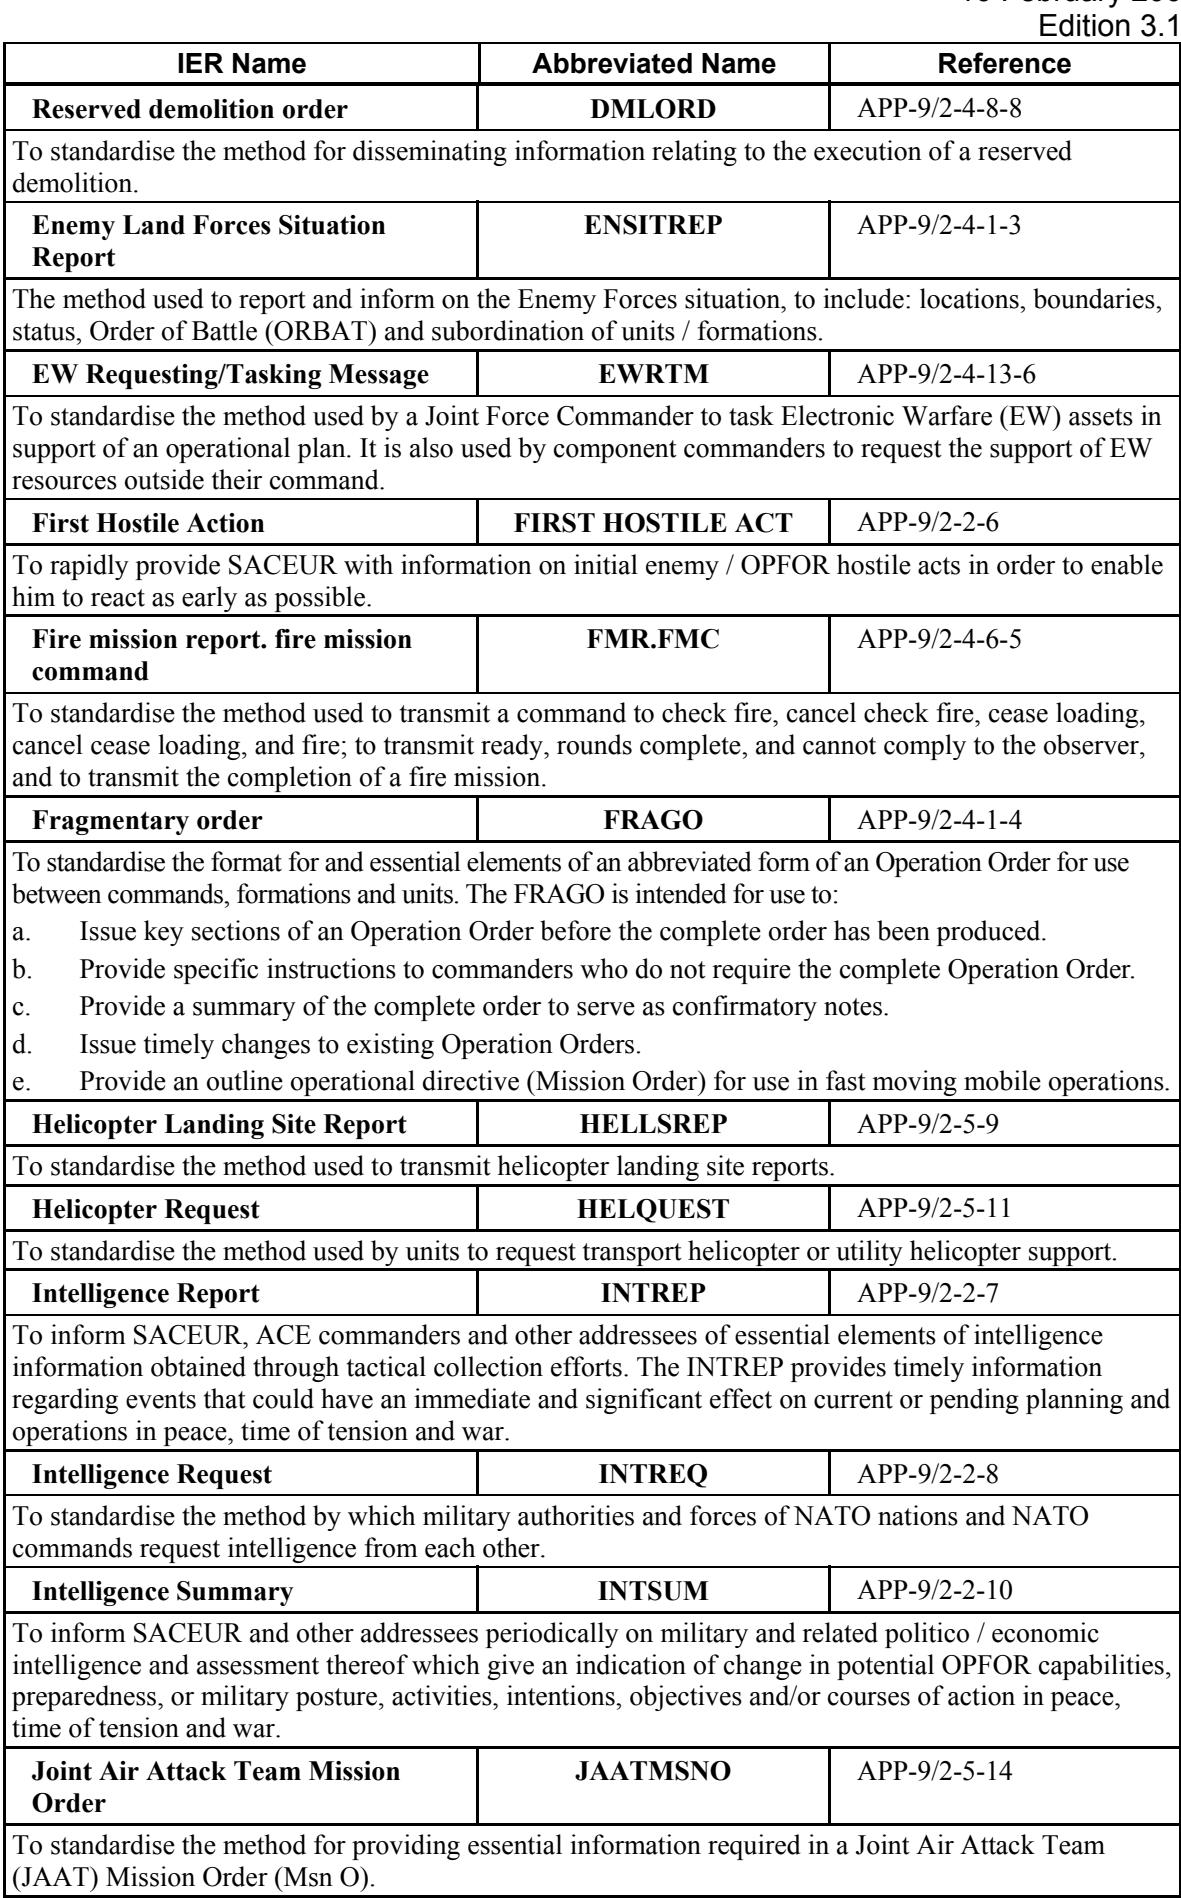 Edition 3.1
IER Name Abbreviated Name Reference
Reserved demolition order DMLORD APP-9/2-4-8-8
To standardise the method for disseminating information relating to the execution of a reserved
demolition.
Enemy Land Forces Situation ENSITREP APP-9/2-4-1-3
Report
The method used to report and inform on the Enemy Forces situation, to include: locations, boundaries,
status, Order of Battle (ORBAT) and subordination of units / formations.
EW Requesting/Tasking Message EWRTM APP-9/2-4-13-6
To standardise the method used by a Joint Force Commander to task Electronic Warfare (EW) assets in
support of an operational plan. It is also used by component commanders to request the support of EW
resources outside their command.
First Hostile Action FIRST HOSTILE ACT APP-9/2-2-6
To rapidly provide SACEUR with information on initial enemy / OPFOR hostile acts in order to enable
him to react as early as possible.
Fire mission report. fire mission FMR.FMC APP-9/2-4-6-5
command
To standardise the method used to transmit a command to check fire, cancel check fire, cease loading,
cancel cease loading, and fire; to transmit ready, rounds complete, and cannot comply to the observer,
and to transmit the completion of a fire mission.
Fragmentary order FRAGO APP-9/2-4-1-4
To standardise the format for and essential elements of an abbreviated form of an Operation Order for use
between commands, formations and units. The FRAGO is intended for use to:
a. Issue key sections of an Operation Order before the complete order has been produced.
b. Provide specific instructions to commanders who do not require the complete Operation Order.
c. Provide a summary of the complete order to serve as confirmatory notes.
d. Issue timely changes to existing Operation Orders.
e. Provide an outline operational directive (Mission Order) for use in fast moving mobile operations.
Helicopter Landing Site Report HELLSREP APP-9/2-5-9
To standardise the method used to transmit helicopter landing site reports.
Helicopter Request HELQUEST APP-9/2-5-11
To standardise the method used by units to request transport helicopter or utility helicopter support.
Intelligence Report INTREP APP-9/2-2-7
To inform SACEUR, ACE commanders and other addressees of essential elements of intelligence
information obtained through tactical collection efforts. The INTREP provides timely information
regarding events that could have an immediate and significant effect on current or pending planning and
operations in peace, time of tension and war.
Intelligence Request INTREQ APP-9/2-2-8
To standardise the method by which military authorities and forces of NATO nations and NATO
commands request intelligence from each other.
Intelligence Summary INTSUM APP-9/2-2-10
To inform SACEUR and other addressees periodically on military and related politico / economic
intelligence and assessment thereof which give an indication of change in potential OPFOR capabilities,
preparedness, or military posture, activities, intentions, objectives and/or courses of action in peace,
time of tension and war.
Joint Air Attack Team Mission JAATMSNO APP-9/2-5-14
Order
To standardise the method for providing essential information required in a Joint Air Attack Team
(JAAT) Mission Order (Msn O).